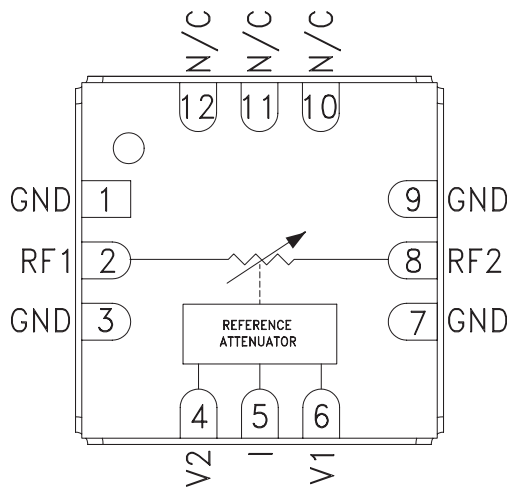 N/C N/C N/C
12 11 10
GND 1 9 GND
RF1 2 8 RF2
GND 3 7 GND
REFERENCE
ATTENUATOR
4 5 6
V2 I V1